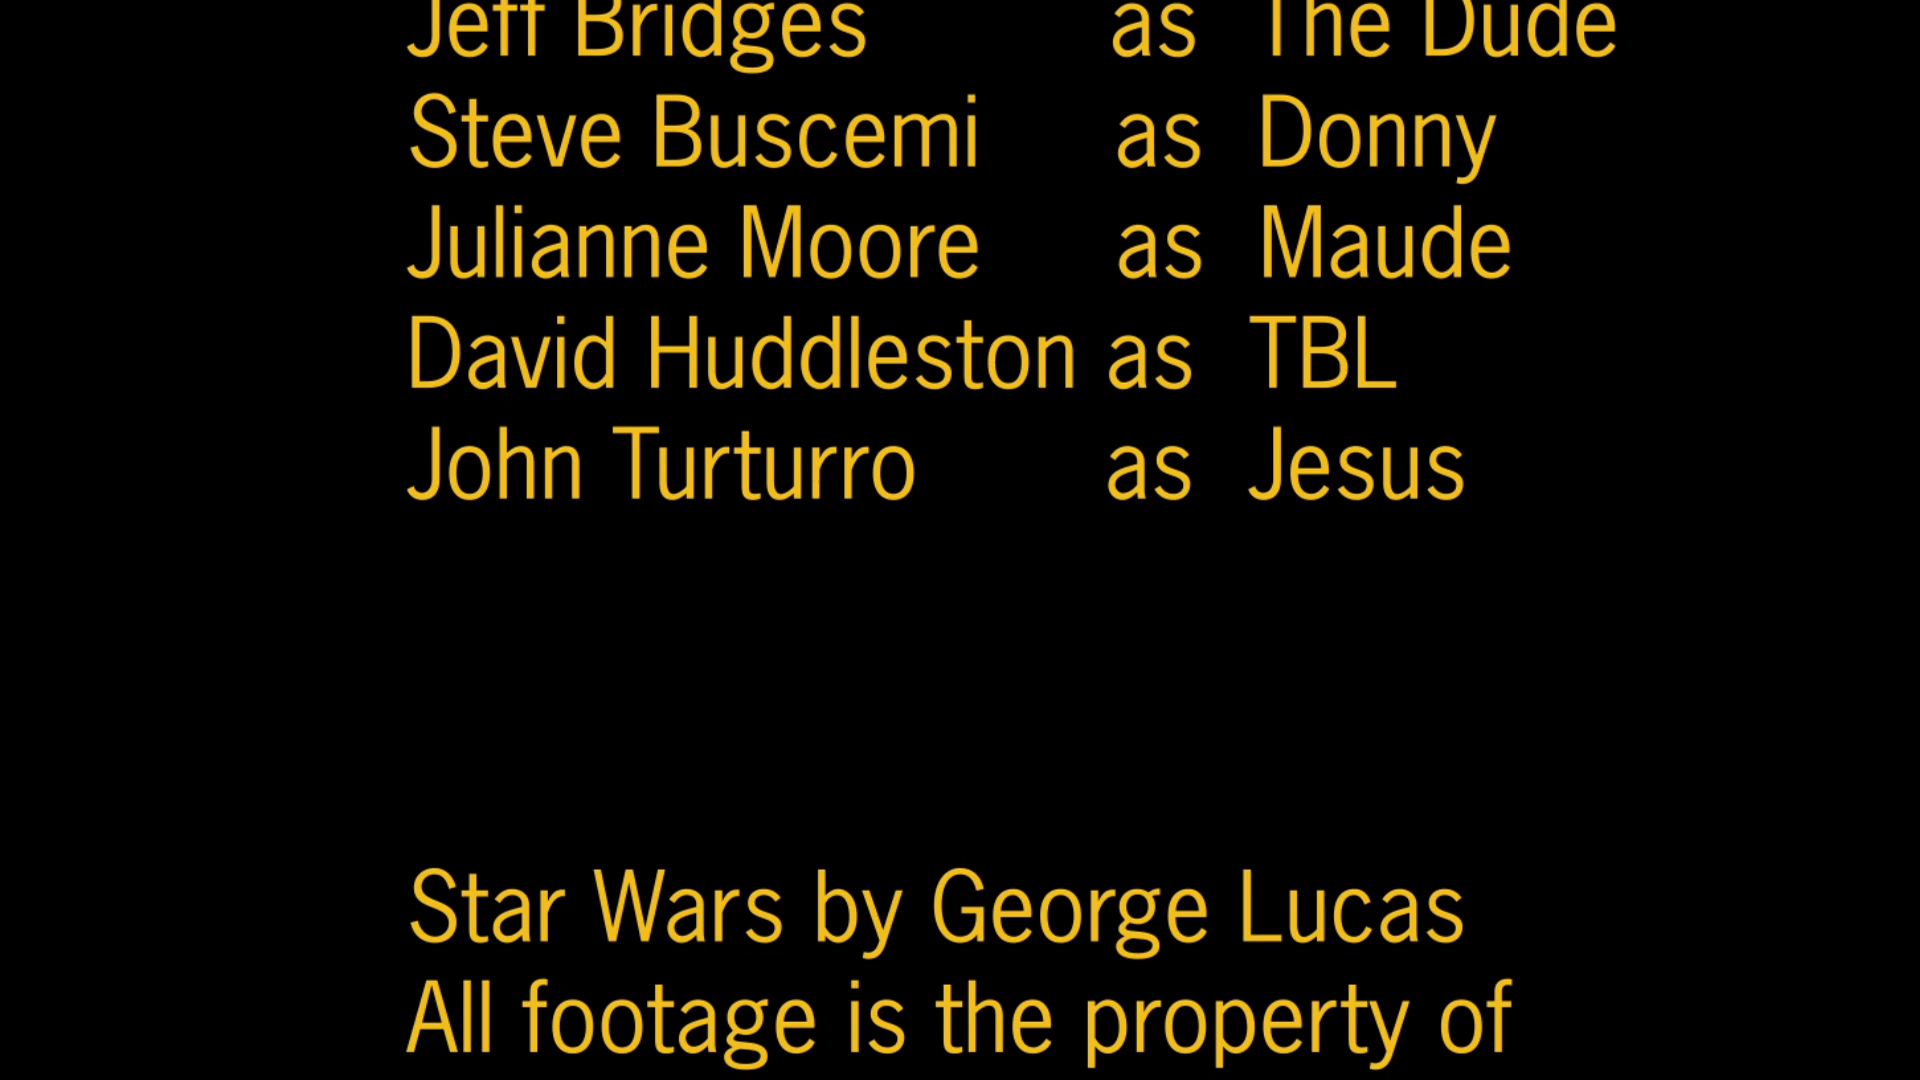 Jeff Bridges as The Dude
Steve Buscemi as Donny
Julianne Moore as Maude
David Huddleston as TBL
John Turturro as Jesus
Star Wars by George Lucas
All footage is the property of